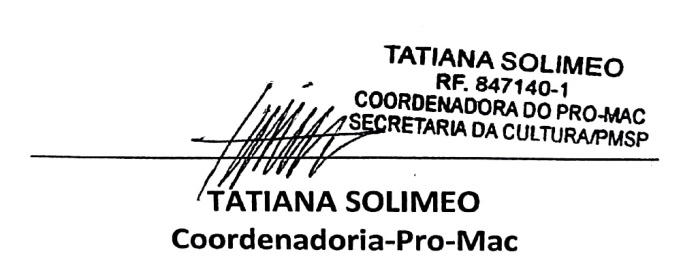 TATIANA SOLIMEO
RF. 847140-1
COORDENADORA DO PRO-MAC
SECRETARIA DA CULTURA/PMSP
TATIANA SOLIMEO
Coordenadoria-Pro-Mac